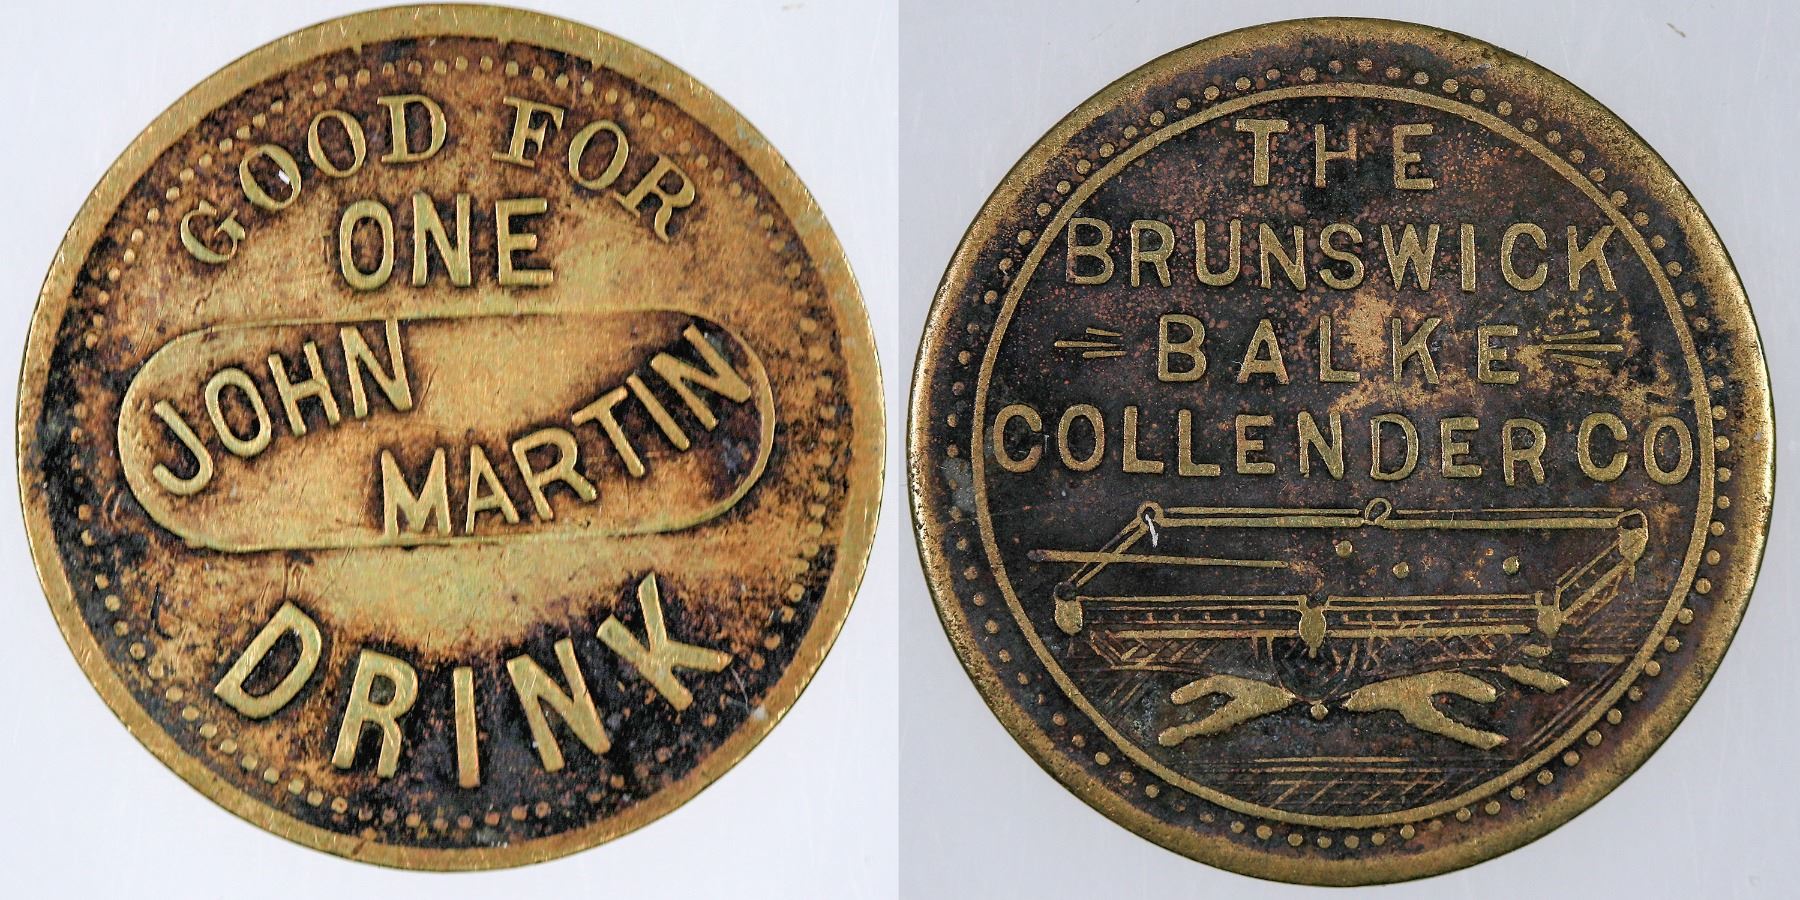 GOOD FOR
ONE
JOHN
MARTIN
DRINK
THE
BRUNSWICK
BALKE
COLLENDER CO